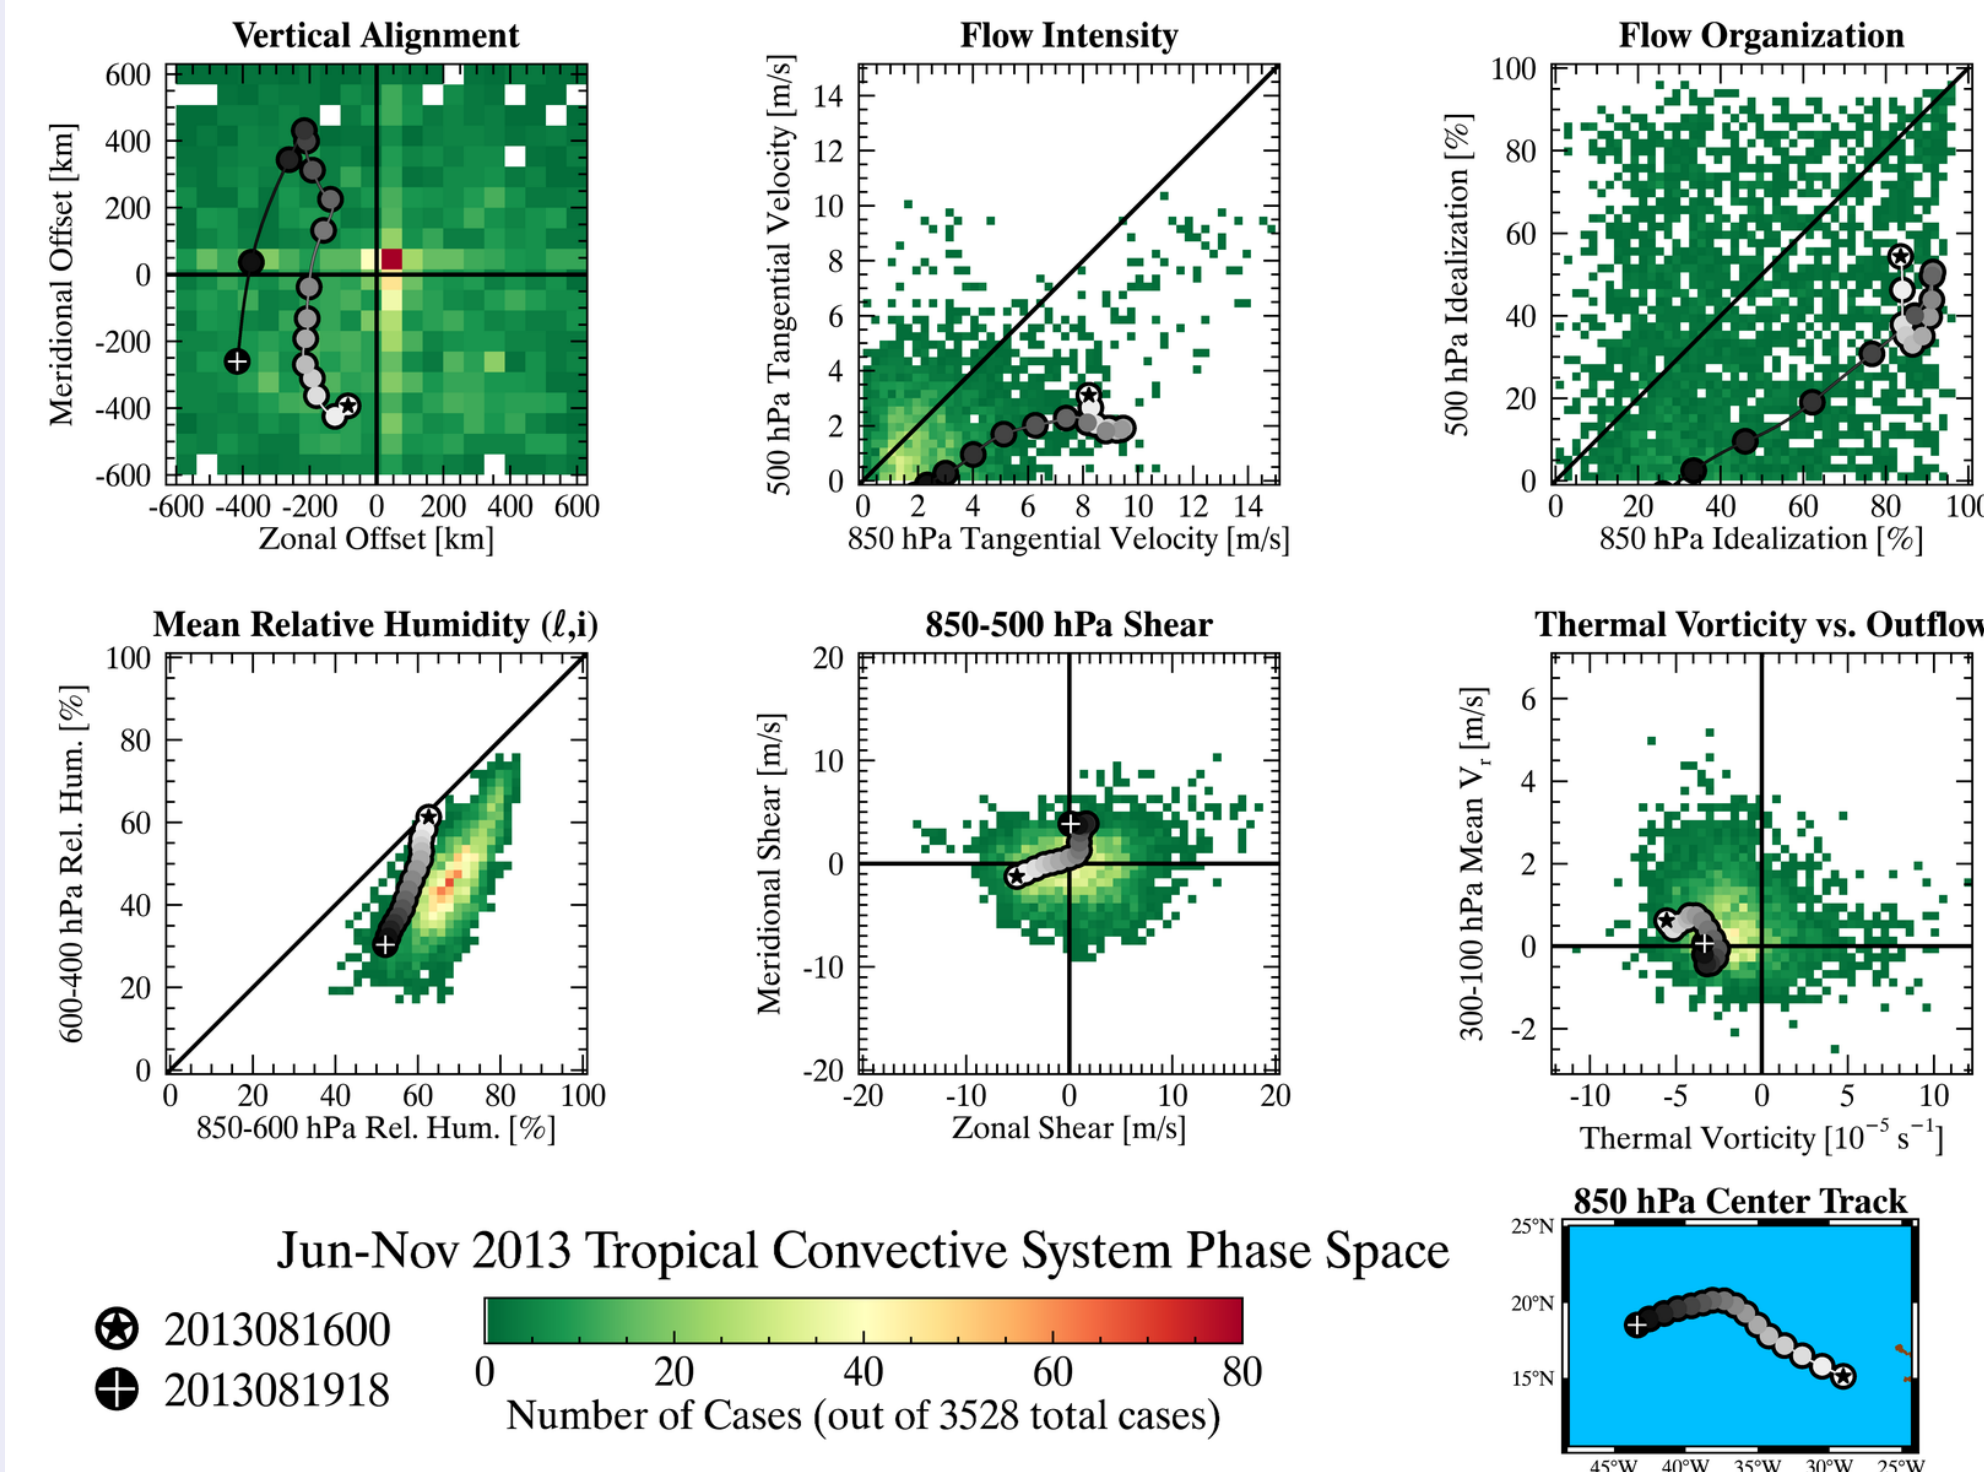 Vertical Alignment
Flow Intensity
Flow Organization
Meridional Offset [km]
600
400
200
0
-200
-400
-600
-600 -400 -200 0 200 400 600
Zonal Offset [km]
500 hPa Tangential Velocity [m/s]
14
12
10
8
6
4
2
0
0 2 4 6 8 10 12 14
850 hPa Tangential Velocity [m/s]
500 hPa Idealization [%]
100
80
60
40
20
0
0 20 40 60 80 100
850 hPa Idealization [%]
Mean Relative Humidity (ℓ,i)
850-500 hPa Shear
Thermal Vorticity vs. Outflow
600-400 hPa Rel. Hum. [%]
100
80
60
40
20
0
0 20 40 60 80 100
850-600 hPa Rel. Hum. [%]
Meridional Shear [m/s]
20
10
0
-10
-20
-20 -10 0 10 20
Zonal Shear [m/s]
300-100 hPa Mean Vr [m/s]
6
4
2
0
-2
-10 -5 0 5 10
Thermal Vorticity [10⁻⁵ s⁻¹]
Jun-Nov 2013 Tropical Convective System Phase Space
2013081600
2013081918
0 20 40 60 80
Number of Cases (out of 3528 total cases)
850 hPa Center Track
25°N
20°N
15°N
45°W 40°W 35°W 30°W 25°W